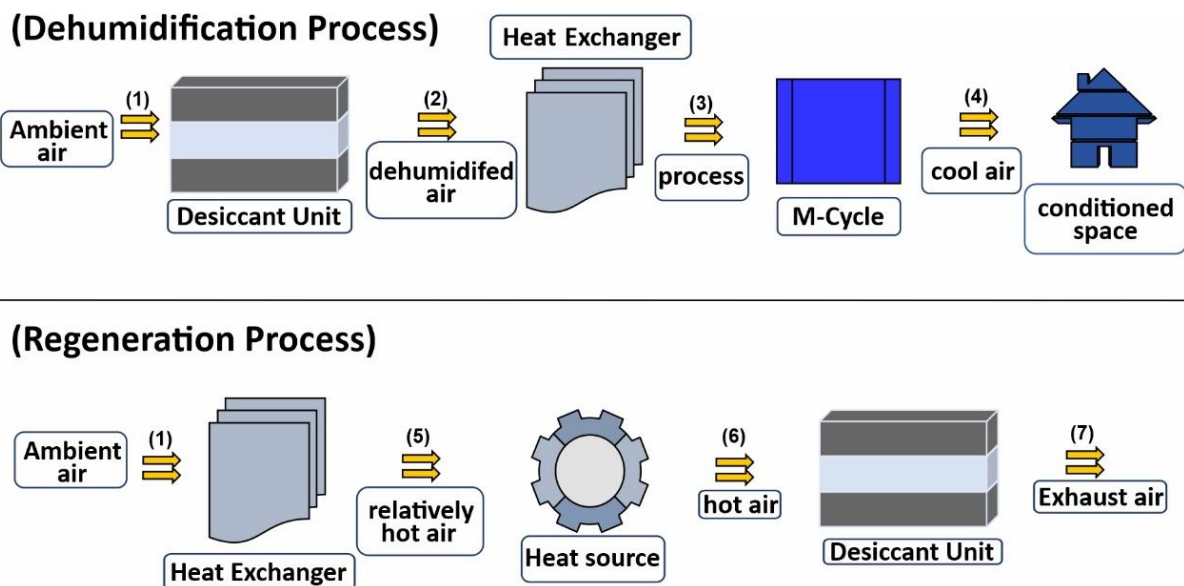 (Dehumidification Process)
Heat Exchanger
Ambient
air
(1)
Desiccant Unit
(2)
dehumidifed
air
(3)
process
M-Cycle
(4)
cool air
conditioned
space
(Regeneration Process)
Ambient
air
(1)
Heat Exchanger
(5)
relatively
hot air
Heat source
(6)
hot air
Desiccant Unit
(7)
Exhaust air